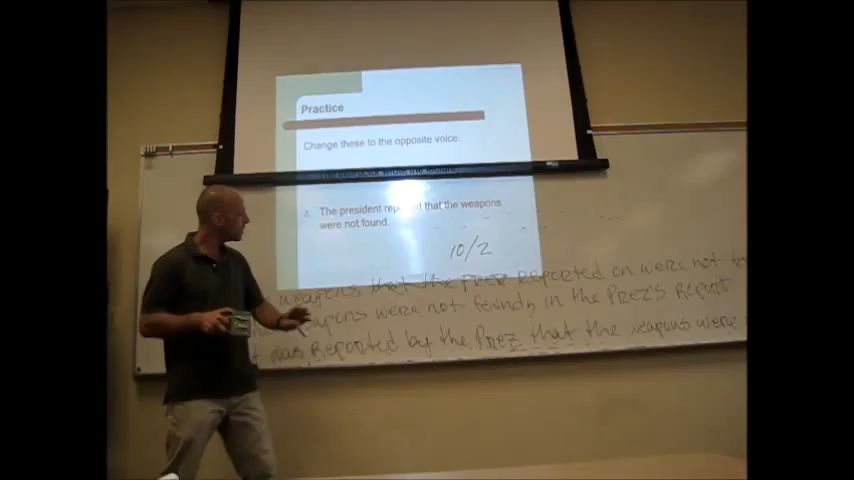 Practice
Change these to the opposite voice:
2. The president reported that the weapons
were not found.
10/2
weapons that the Prez Reported on were not
weapons were not found, in the Prez's Report
was Reported by the Prez that the weapons were